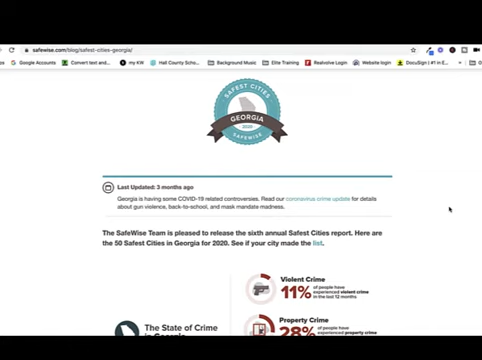 safewise.com/blog/safest-cities-georgia/
Google Accounts
Convert text and...
my KW
Hall County Scho...
Background Music
Elite Training
Realvolve Login
Website login
DocuSign | #1 in E...
SAFEST CITIES
GEORGIA
2020
SAFEWISE
Last Updated: 3 months ago
Georgia is having some COVID-19 related controversies. Read our coronavirus crime update for details
about gun violence, back-to-school, and mask mandate madness.
The SafeWise Team is pleased to release the sixth annual Safest Cities report. Here are
the 50 Safest Cities in Georgia for 2020. See if your city made the list.
Violent Crime
11%
of people have
experienced violent crime
in the last 12 months
The State of Crime
in Georgia
Property Crime
28%
of people have
experienced property crime